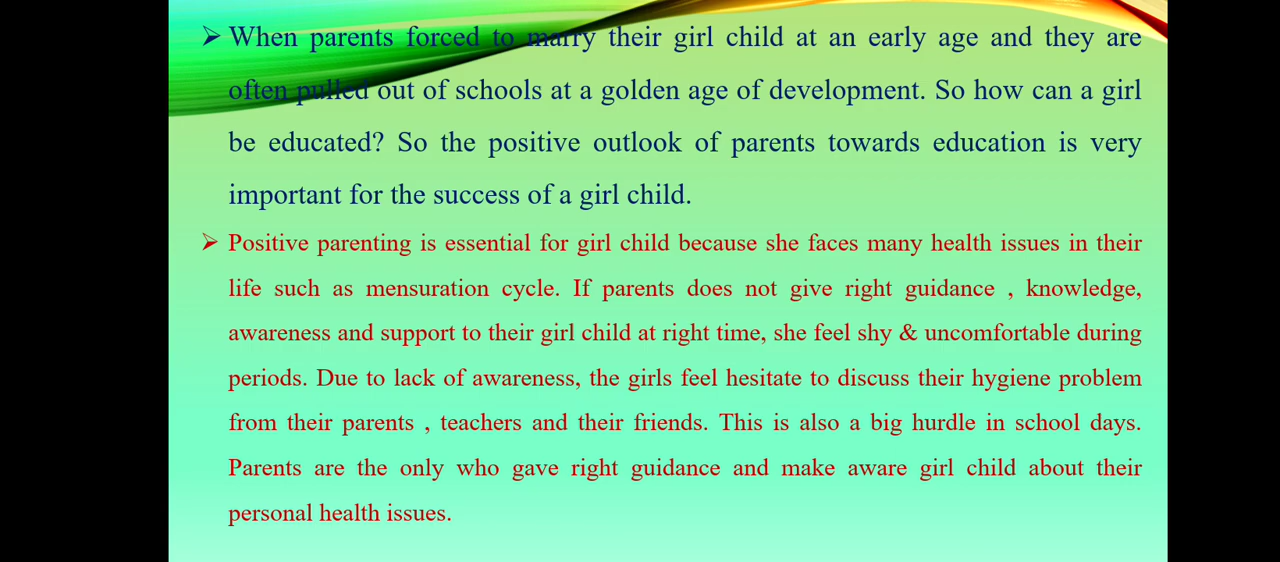 ➢ When parents forced to marry their girl child at an early age and they are
often pulled out of schools at a golden age of development. So how can a girl
be educated? So the positive outlook of parents towards education is very
important for the success of a girl child.
➢ Positive parenting is essential for girl child because she faces many health issues in their
life such as mensuration cycle. If parents does not give right guidance , knowledge,
awareness and support to their girl child at right time, she feel shy & uncomfortable during
periods. Due to lack of awareness, the girls feel hesitate to discuss their hygiene problem
from their parents , teachers and their friends. This is also a big hurdle in school days.
Parents are the only who gave right guidance and make aware girl child about their
personal health issues.